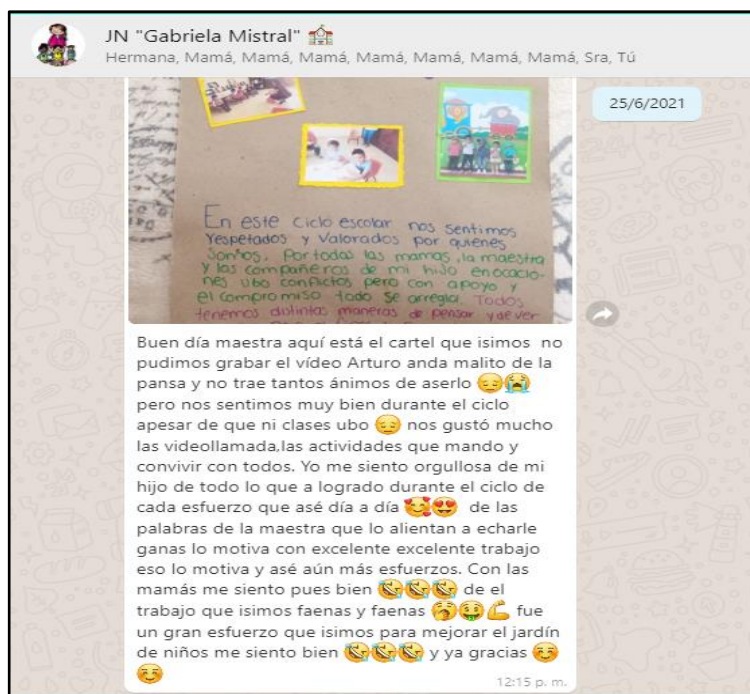 JN "Gabriela Mistral"
Hermana, Mamá, Mamá, Mamá, Mamá, Mamá, Mamá, Mamá, Sra, Tú
25/6/2021
En este ciclo escolar nos sentimos
respetados y valorados por quienes
somos. Por todas las mamas, la maestra
y los compañeros de mi hijo en ocacio-
nes ubo conflictos pero con apoyo y
el compromiso todo se arregla. Todos
tenemos distintas maneras de pensar y de ver
Buen día maestra aquí está el cartel que isimos no
pudimos grabar el vídeo Arturo anda malito de la
pansa y no trae tantos ánimos de aserlo 😔😭
pero nos sentimos muy bien durante el ciclo
apesar de que ni clases ubo 😔 nos gustó mucho
las videollamada,las actividades que mando y
convivir con todos. Yo me siento orgullosa de mi
hijo de todo lo que a logrado durante el ciclo de
cada esfuerzo que asé día a día 🥰😍 de las
palabras de la maestra que lo alientan a echarle
ganas lo motiva con excelente excelente trabajo
eso lo motiva y asé aún más esfuerzos. Con las
mamás me siento pues bien 🤣🤣🤣 de el
trabajo que isimos faenas y faenas 🥱🤑💪 fue
un gran esfuerzo que isimos para mejorar el jardín
de niños me siento bien 🤣🤣🤣 y ya gracias ☺️
☺️
12:15 p. m.